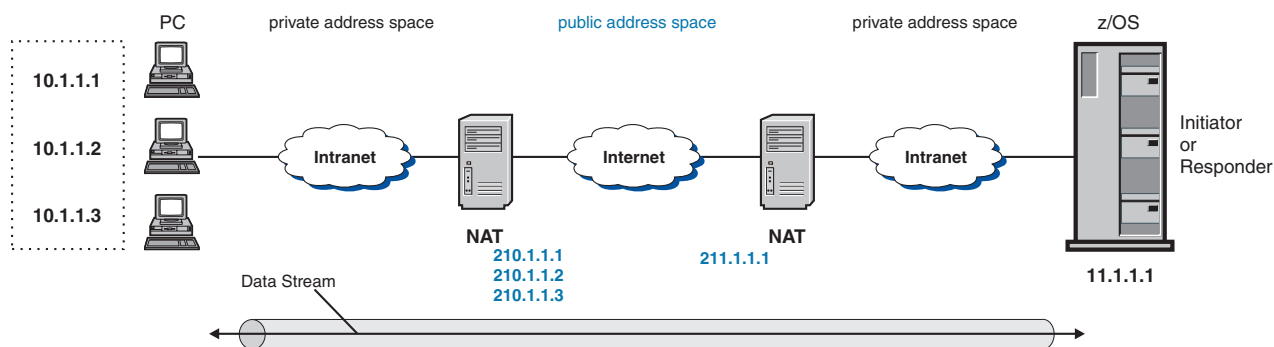 PC
private address space
public address space
private address space
z/OS
10.1.1.1
10.1.1.2
10.1.1.3
Intranet
Internet
Intranet
Initiator
or
Responder
NAT
210.1.1.1
210.1.1.2
210.1.1.3
NAT
211.1.1.1
11.1.1.1
Data Stream